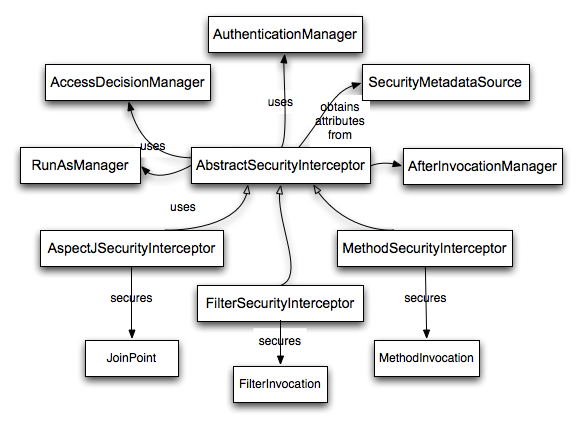 AuthenticationManager
AccessDecisionManager
SecurityMetadataSource
uses
obtains
attributes
from
uses
RunAsManager
AbstractSecurityInterceptor
AfterInvocationManager
uses
AspectJSecurityInterceptor
MethodSecurityInterceptor
secures
FilterSecurityInterceptor
secures
secures
JoinPoint
MethodInvocation
FilterInvocation